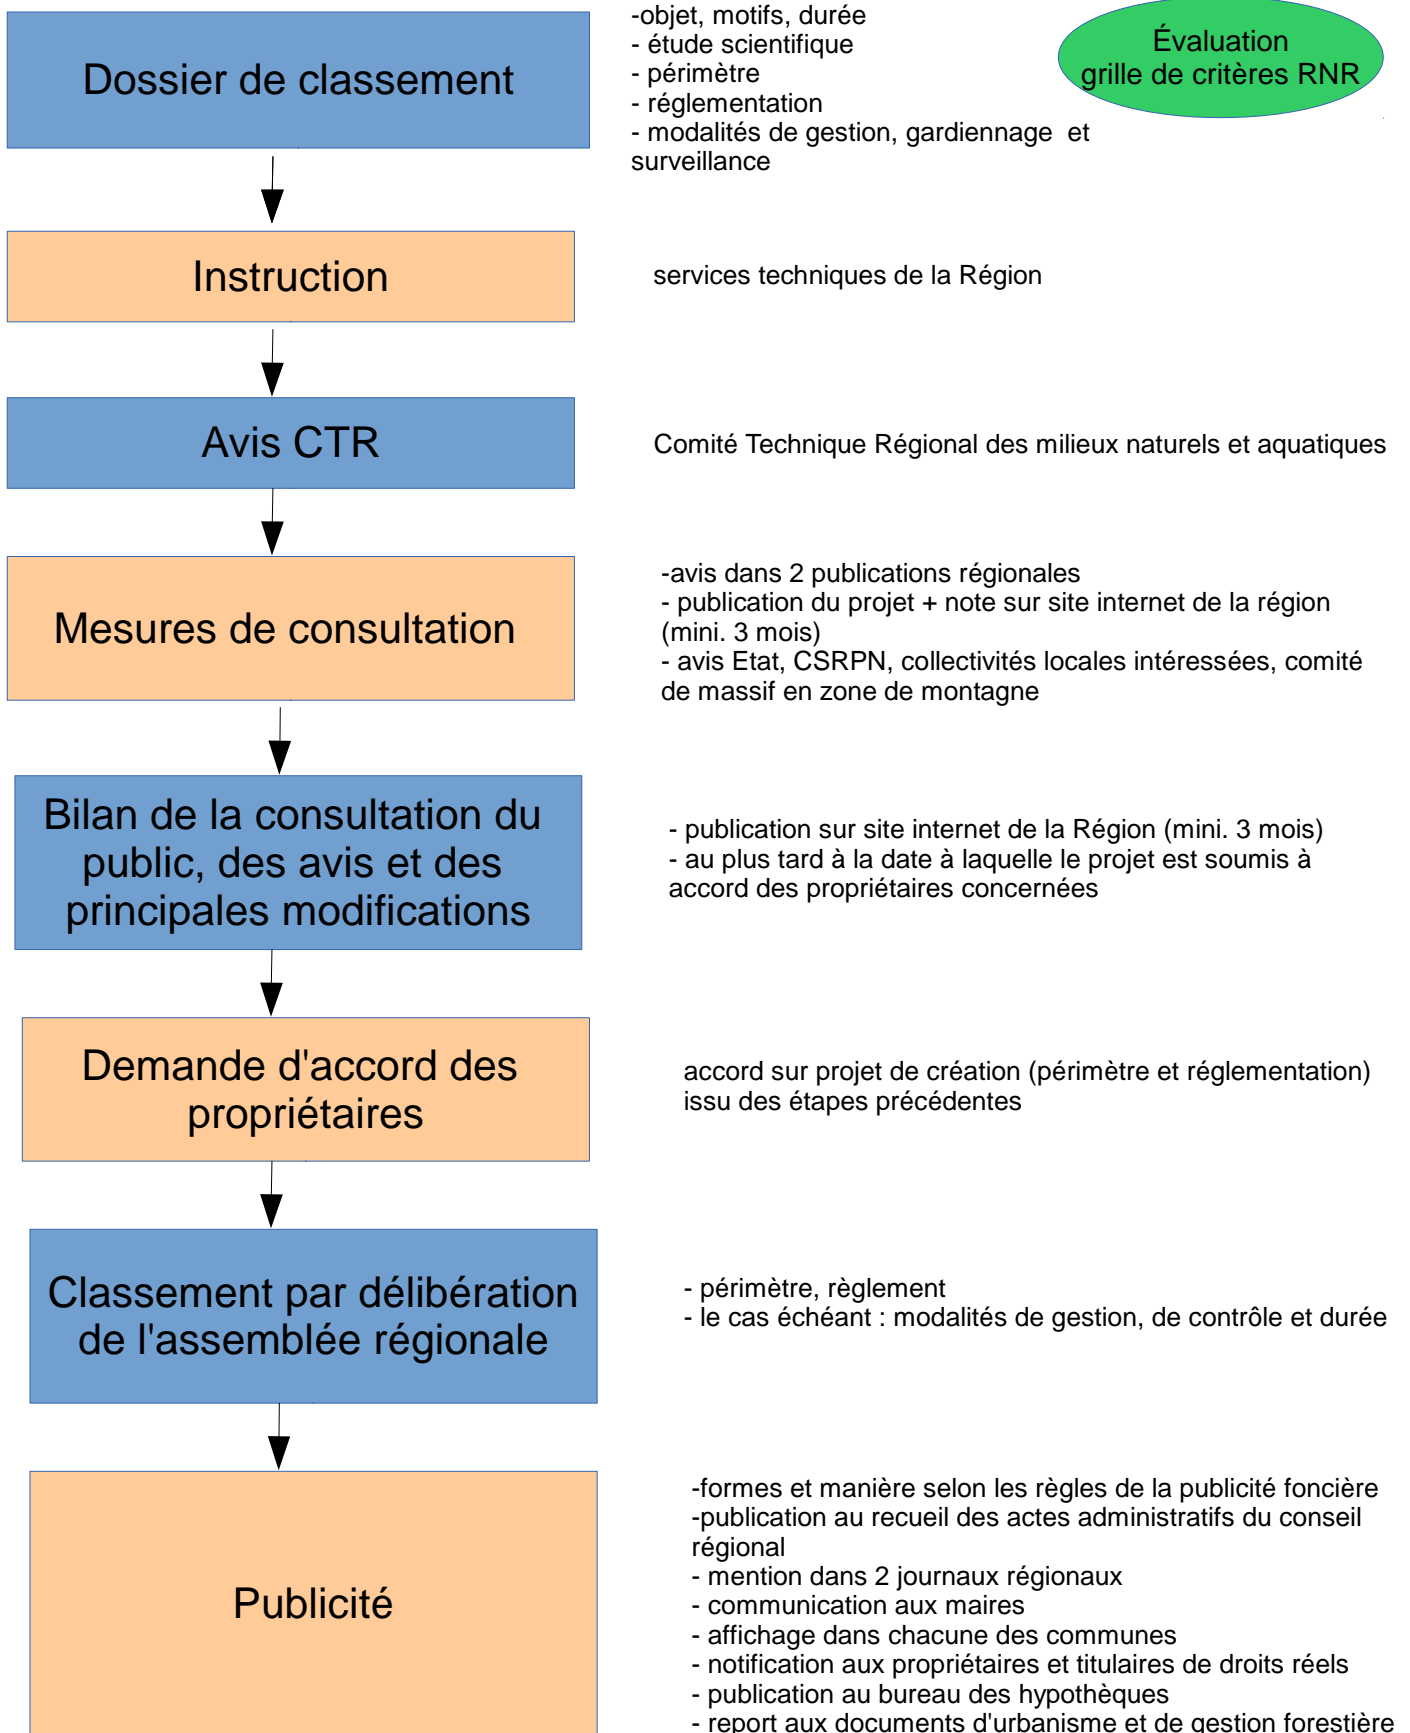 Dossier de classement
-objet, motifs, durée
- étude scientifique
- périmètre
- réglementation
- modalités de gestion, gardiennage et
surveillance
Évaluation
grille de critères RNR
Instruction
services techniques de la Région
Avis CTR
Comité Technique Régional des milieux naturels et aquatiques
Mesures de consultation
-avis dans 2 publications régionales
- publication du projet + note sur site internet de la région
(mini. 3 mois)
- avis Etat, CSRPN, collectivités locales intéressées, comité
de massif en zone de montagne
Bilan de la consultation du
public, des avis et des
principales modifications
- publication sur site internet de la Région (mini. 3 mois)
- au plus tard à la date à laquelle le projet est soumis à
accord des propriétaires concernées
Demande d'accord des
propriétaires
accord sur projet de création (périmètre et réglementation)
issu des étapes précédentes
Classement par délibération
de l'assemblée régionale
- périmètre, règlement
- le cas échéant : modalités de gestion, de contrôle et durée
Publicité
-formes et manière selon les règles de la publicité foncière
-publication au recueil des actes administratifs du conseil
régional
- mention dans 2 journaux régionaux
- communication aux maires
- affichage dans chacune des communes
- notification aux propriétaires et titulaires de droits réels
- publication au bureau des hypothèques
- report aux documents d'urbanisme et de gestion forestière